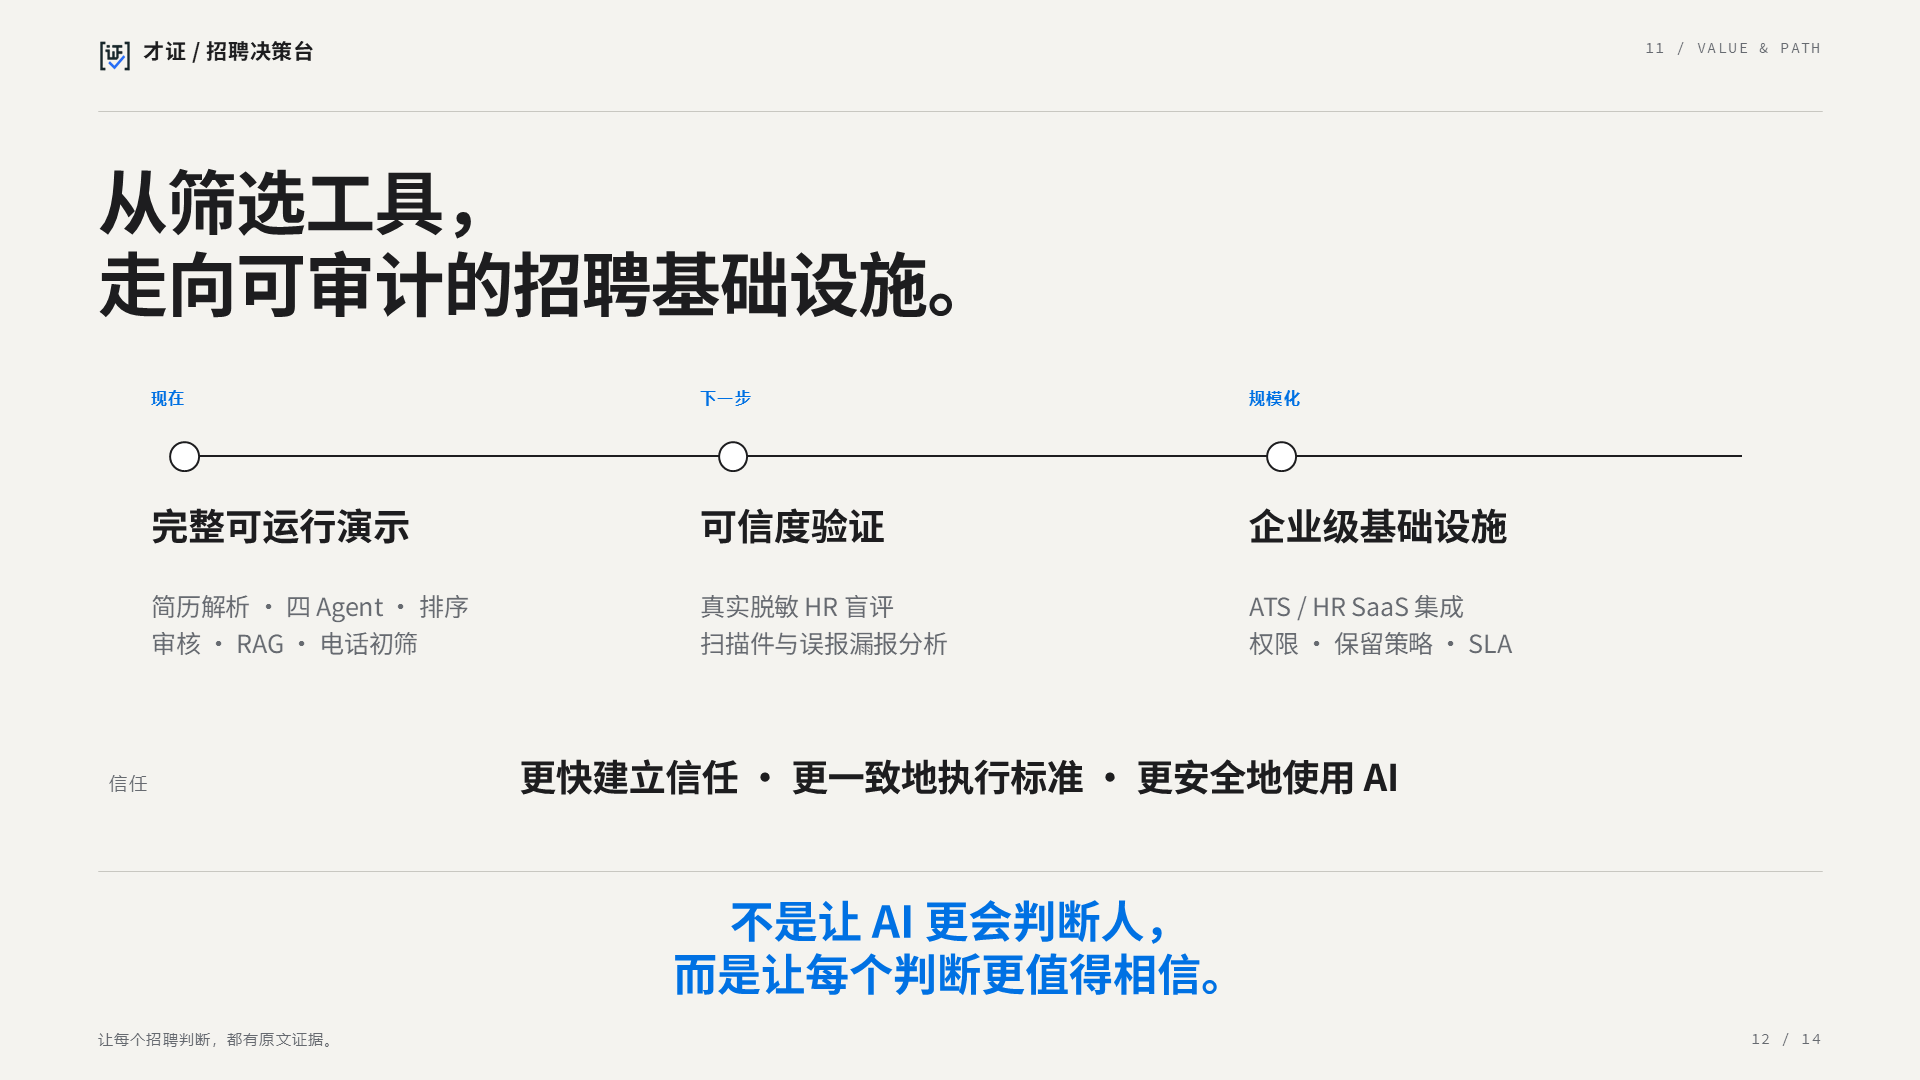 证 才证 / 招聘决策台
11 / VALUE & PATH
从筛选工具，
走向可审计的招聘基础设施。
现在
下一步
规模化
完整可运行演示
可信度验证
企业级基础设施
简历解析 · 四 Agent · 排序
审核 · RAG · 电话初筛
真实脱敏 HR 盲评
扫描件与误报漏报分析
ATS / HR SaaS 集成
权限 · 保留策略 · SLA
信任
更快建立信任 · 更一致地执行标准 · 更安全地使用 AI
不是让 AI 更会判断人，
而是让每个判断更值得相信。
让每个招聘判断，都有原文证据。
12 / 14